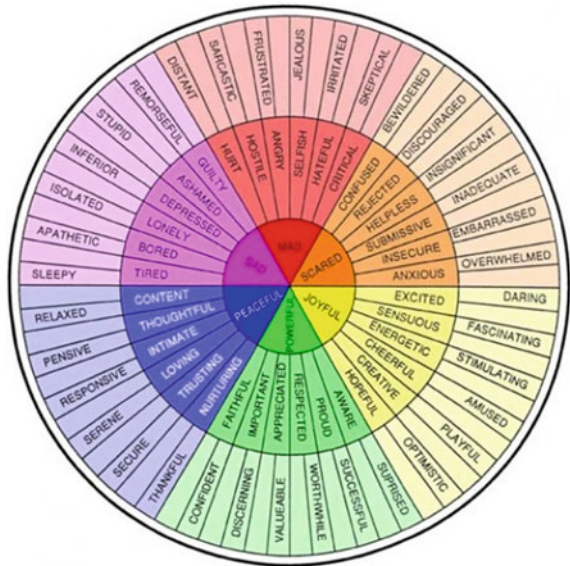 MAD
SCARED
JOYFUL
POWERFUL
PEACEFUL
SAD
HURT
HOSTILE
ANGRY
SELFISH
HATEFUL
CRITICAL
CONFUSED
REJECTED
HELPLESS
SUBMISSIVE
INSECURE
ANXIOUS
EXCITED
SENSUOUS
ENERGETIC
CHEERFUL
CREATIVE
HOPEFUL
AWARE
PROUD
RESPECTED
APPRECIATED
IMPORTANT
FAITHFUL
NURTURING
TRUSTING
LOVING
INTIMATE
THOUGHTFUL
CONTENT
TIRED
BORED
LONELY
DEPRESSED
ASHAMED
GUILTY
DISTANT
SARCASTIC
FRUSTRATED
JEALOUS
IRRITATED
SKEPTICAL
BEWILDERED
DISCOURAGED
INSIGNIFICANT
INADEQUATE
EMBARRASSED
OVERWHELMED
DARING
FASCINATING
STIMULATING
AMUSED
PLAYFUL
OPTIMISTIC
SUPRISED
SUCCESSFUL
WORTHWHILE
VALUEABLE
DISCERNING
CONFIDENT
THANKFUL
SECURE
SERENE
RESPONSIVE
PENSIVE
RELAXED
SLEEPY
APATHETIC
ISOLATED
INFERIOR
STUPID
REMORSEFUL